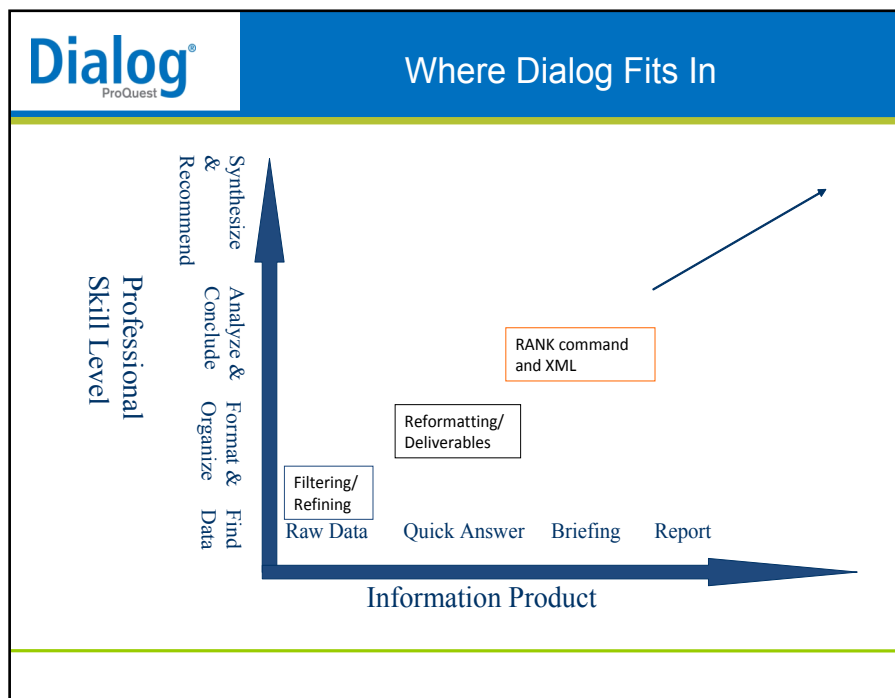 Dialog®
ProQuest
Where Dialog Fits In
Professional
Skill Level
Synthesize
&
Recommend
Analyze &
Conclude
Format &
Organize
Find
Data
RANK command
and XML
Reformatting/
Deliverables
Filtering/
Refining
Raw Data
Quick Answer
Briefing
Report
Information Product